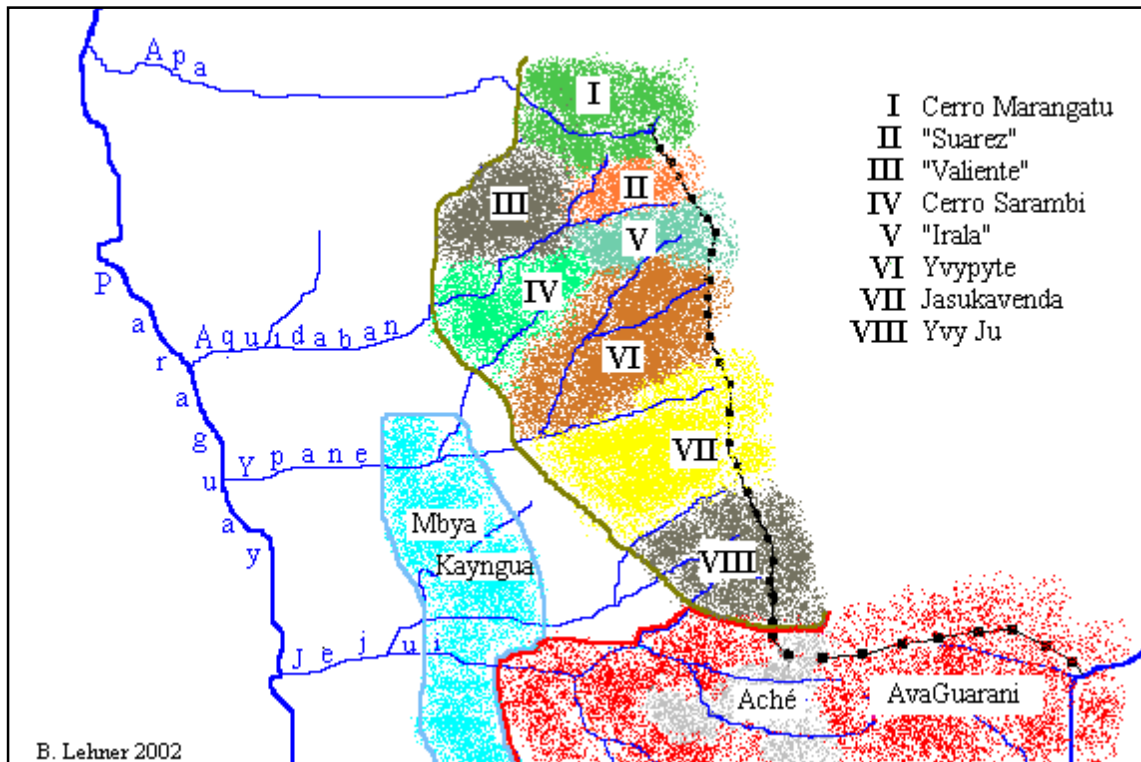 Apa
I
I Cerro Marangatu
II "Suarez"
III "Valiente"
IV Cerro Sarambi
V "Irala"
VI Yvypyte
VII Jasukavenda
VIII Yvy Ju
II
III
V
IV
Paraguay
Aquidaban
VI
VII
Ypane
Mbya
Kayngua
VIII
Jejui
Aché
AvaGuarani
B. Lehner 2002